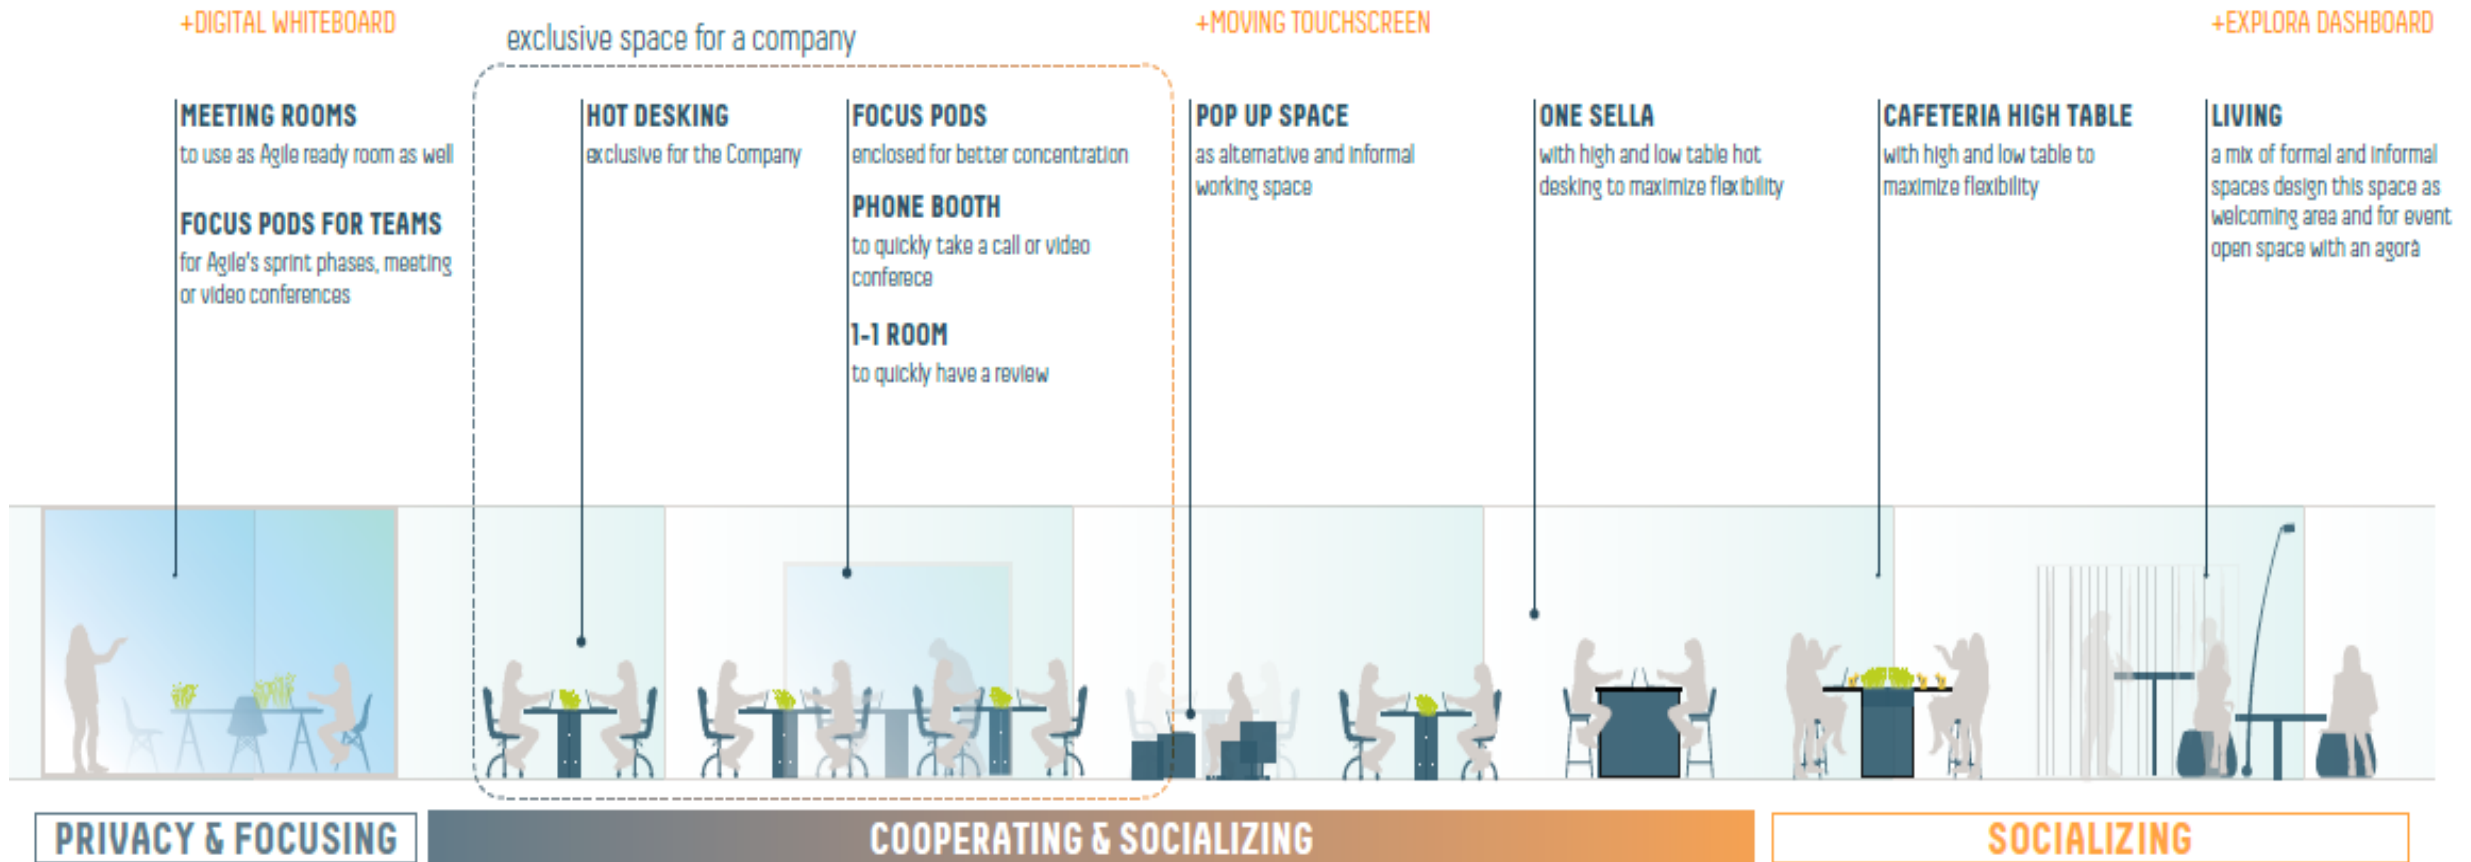 +DIGITAL WHITEBOARD
exclusive space for a company
+MOVING TOUCHSCREEN
+EXPLORA DASHBOARD
MEETING ROOMS
to use as Agile ready room as well
FOCUS PODS FOR TEAMS
for Agile's sprint phases, meeting
or video conferences
HOT DESKING
exclusive for the Company
FOCUS PODS
enclosed for better concentration
PHONE BOOTH
to quickly take a call or video
conferece
1-1 ROOM
to quickly have a review
POP UP SPACE
as alternative and informal
working space
ONE SELLA
with high and low table hot
desking to maximize flexibility
CAFETERIA HIGH TABLE
with high and low table to
maximize flexibility
LIVING
a mix of formal and informal
spaces design this space as
welcoming area and for event
open space with an agorà
PRIVACY & FOCUSING
COOPERATING & SOCIALIZING
SOCIALIZING